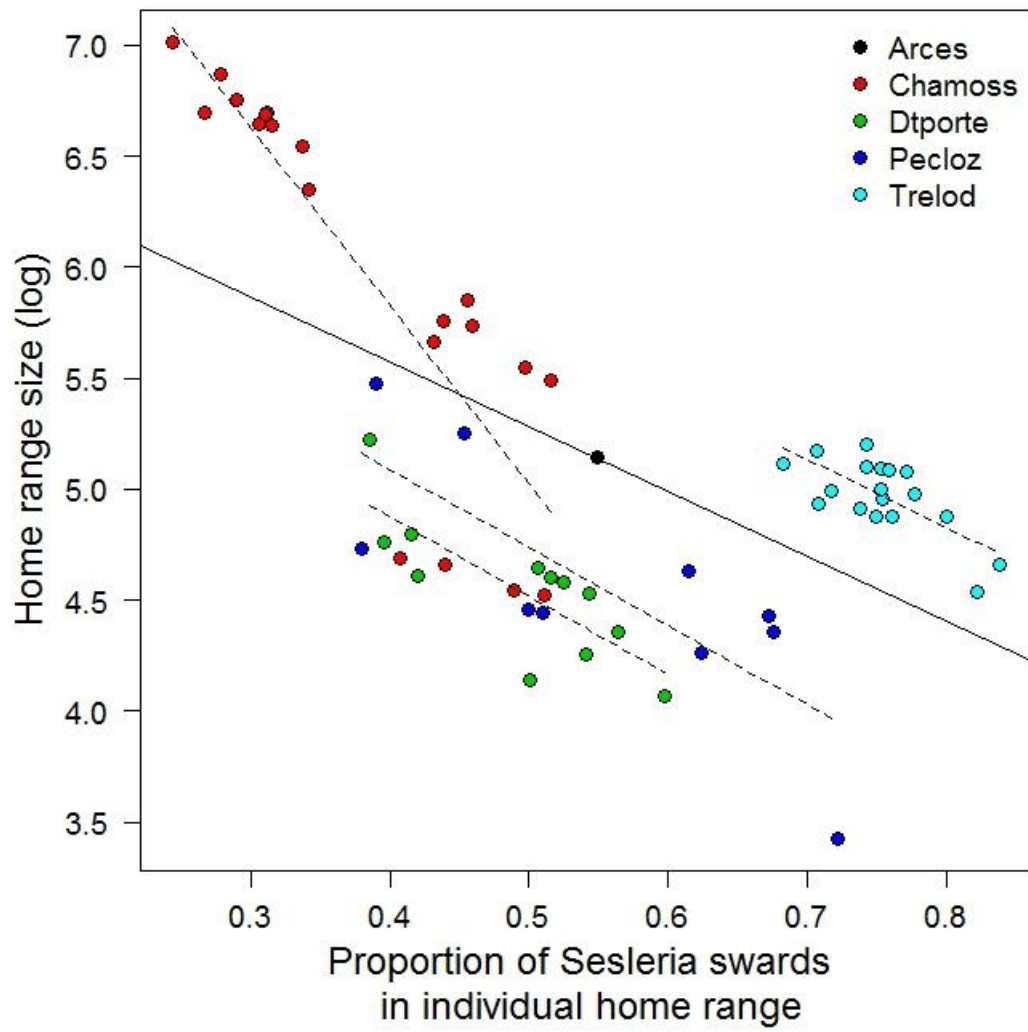 Arces
Chamoss
Dtporte
Pecloz
Trelod
Home range size (log)
7.0
6.5
6.0
5.5
5.0
4.5
4.0
3.5
0.3 0.4 0.5 0.6 0.7 0.8
Proportion of Sesleria swards
in individual home range